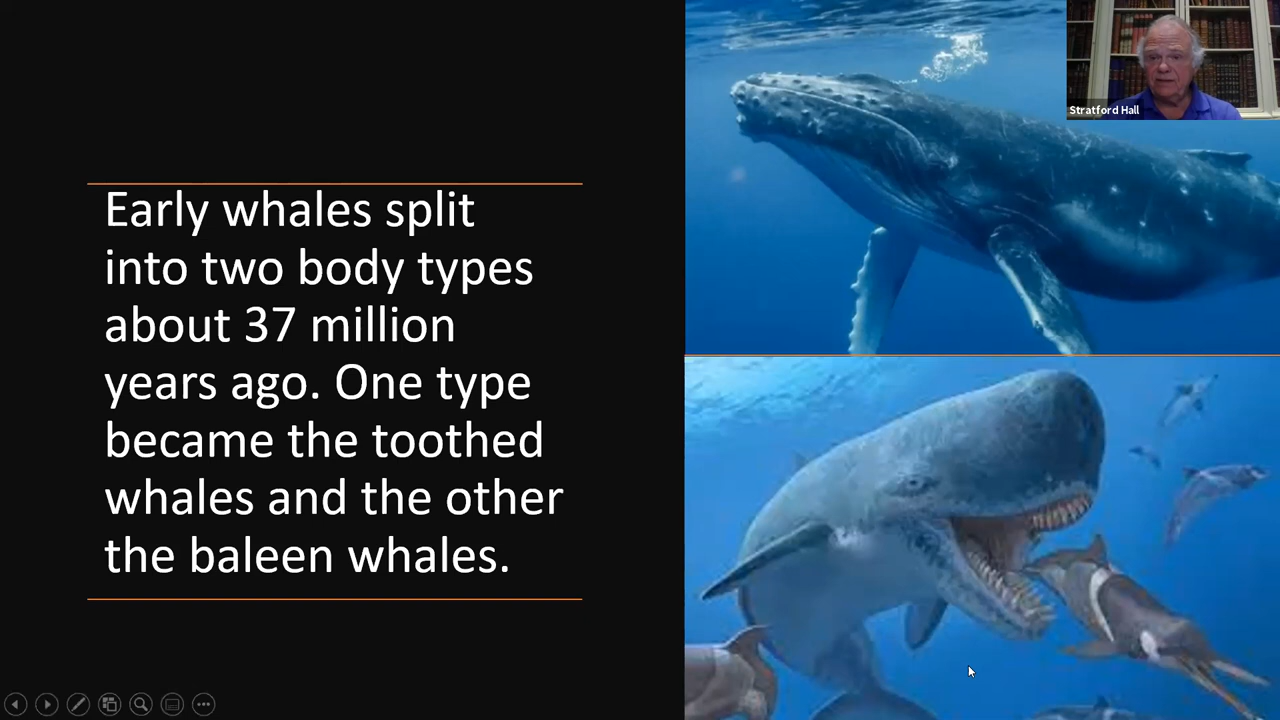 Stratford Hall
Early whales split
into two body types
about 37 million
years ago. One type
became the toothed
whales and the other
the baleen whales.